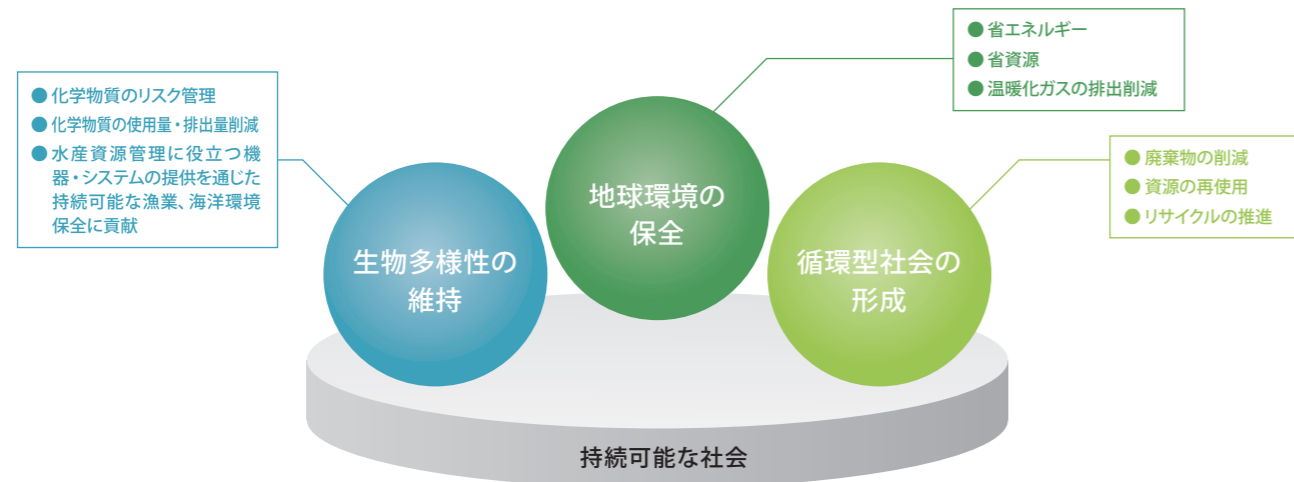 ● 化学物質のリスク管理
● 化学物質の使用量・排出量削減
● 水産資源管理に役立つ機
器・システムの提供を通じた
持続可能な漁業、海洋環境
保全に貢献
生物多様性の
維持
● 省エネルギー
● 省資源
● 温暖化ガスの排出削減
地球環境の
保全
● 廃棄物の削減
● 資源の再使用
● リサイクルの推進
循環型社会の
形成
持続可能な社会